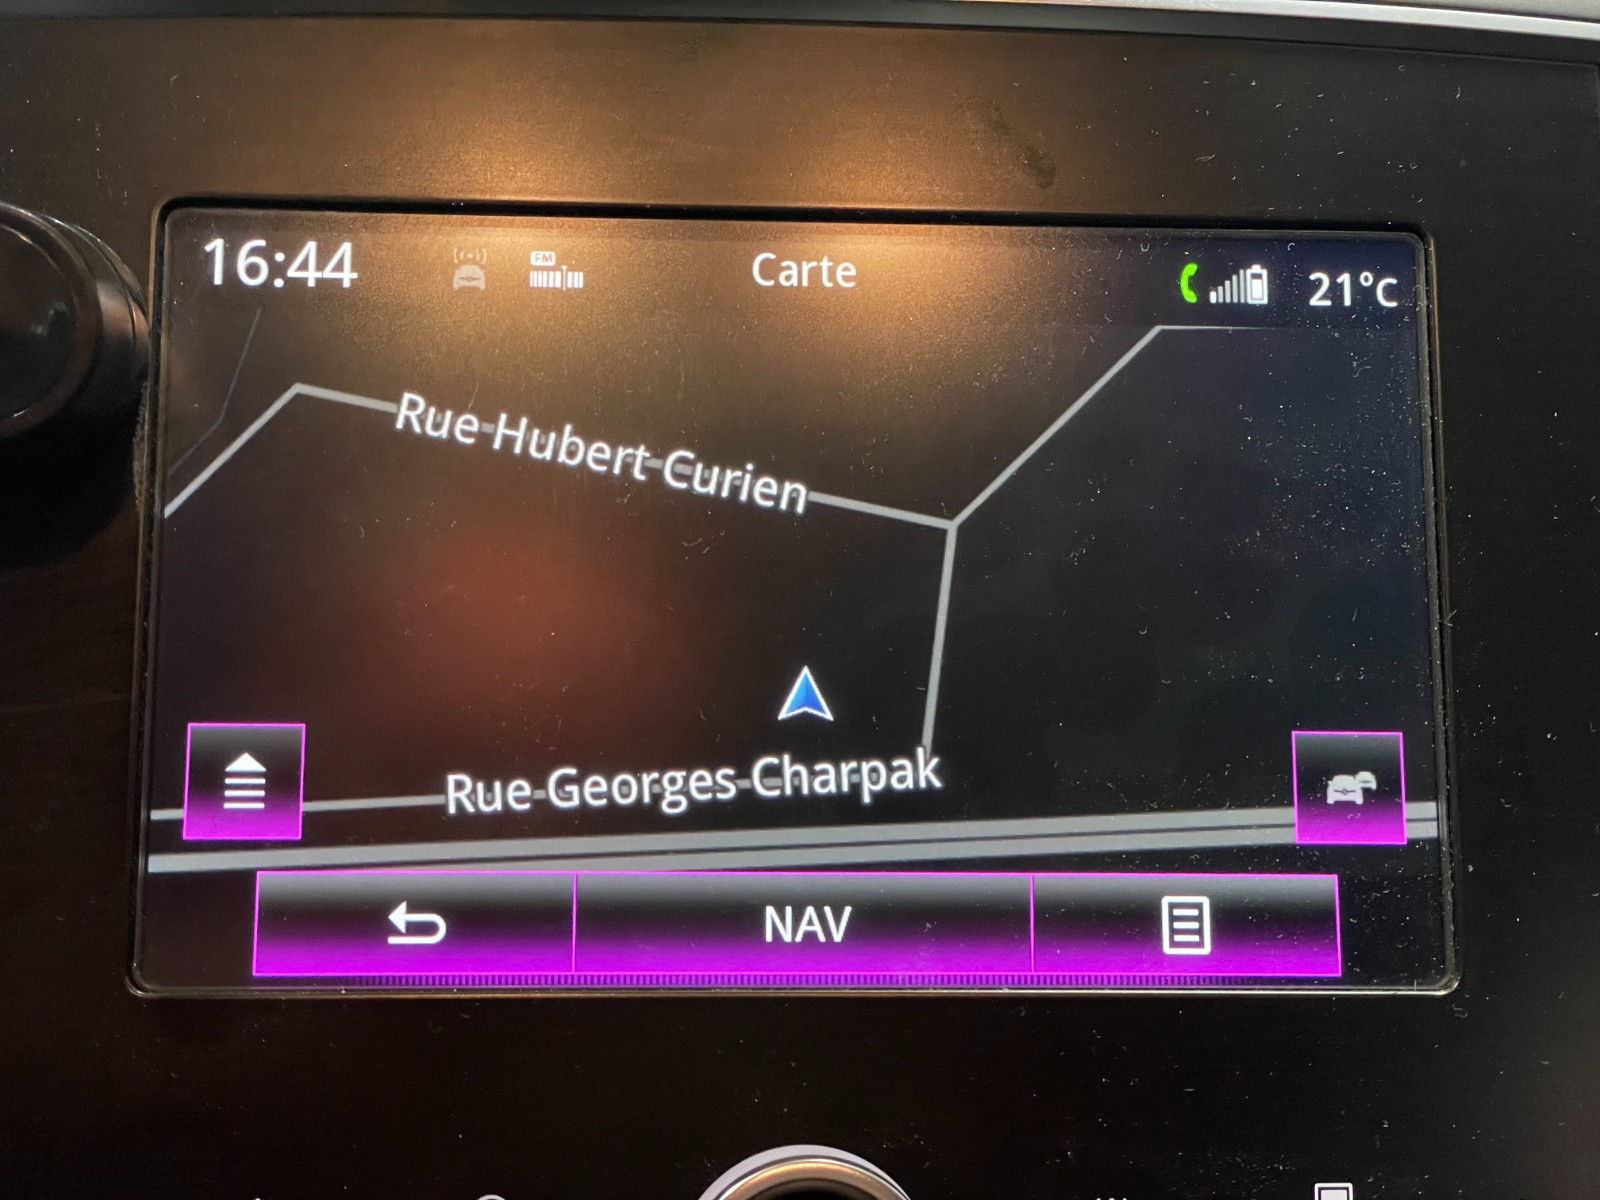 16:44
FM
Carte
21°C
Rue Hubert Curien
Rue Georges Charpak
NAV